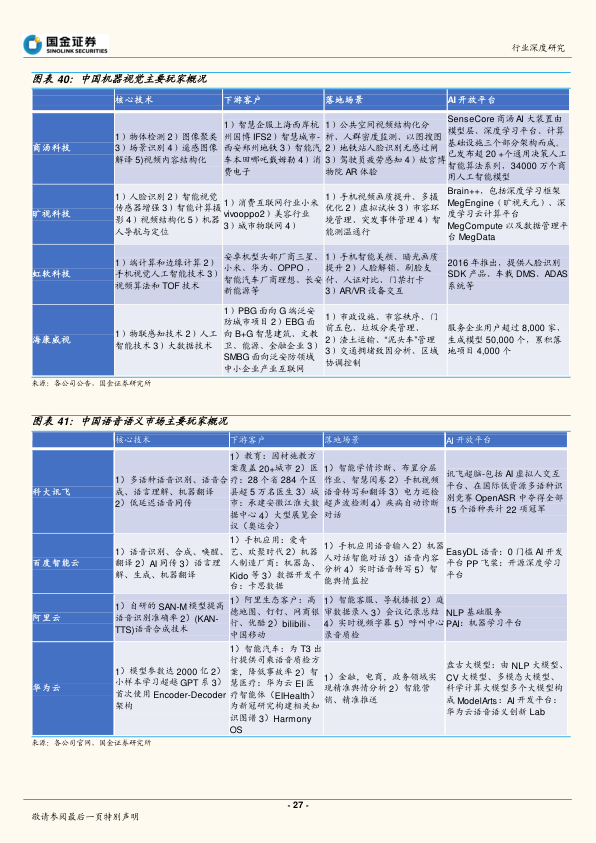 国金证券
SINOLINK SECURITIES
行业深度研究
图表 40：中国机器视觉主要玩家概况
核心技术
下游客户
落地场景
AI 开放平台
商汤科技
1）物体检测 2）图像聚类
3）场景识别 4）遥感图像
解译 5)视频内容结构化
1）智慧企服上海西岸杭
州国博 IFS2）智慧城市-
西安郑州地铁 3）智能汽
车本田哪吒戴姆勒 4）消
费电子
1）公共空间视频结构化分
析、人群密度监测、以图搜图
2）地铁站人脸识别无感过闸
3）驾驶员疲劳感知 4）故宫博
物院 AR 体验
SenseCore 商汤 AI 大装置由
模型层、深度学习平台、计算
基础设施三个部分架构而成,
已发布超 20 +个通用决策人工
智能算法系列，34000 万个商
用人工智能模型
旷视科技
1）人脸识别 2）智能视觉
传感器增强 3）智能计算摄
影 4）视频结构化 5）机器
人导航与定位
1）消费互联网行业小米
vivooppo2）美容行业
3）城市物联网 4）
1）手机视频画质提升、多摄
优化 2）虚拟试妆 3）市容环
境管理、突发事件管理 4）智
能测温通行
Brain++，包括深度学习框架
MegEngine（旷视天元）、深
度学习云计算平台
MegCompute 以及数据管理平
台 MegData
虹软科技
1）端计算和边缘计算 2）
手机视觉人工智能技术 3）
视频算法和 TOF 技术
安卓机型头部厂商三星、
小米、华为、OPPO，
智能汽车厂商理想、长安
新能源等
1）手机智能美颜、暗光画质
提升 2）人脸解锁、刷脸支
付、人证对比、门禁打卡
3）AR/VR 设备交互
2016 年推出，提供人脸识别
SDK 产品、车载 DMS、ADAS
系统等
海康威视
1）物联感知技术 2）人工
智能技术 3）大数据技术
1）PBG 面向 G 端泛安
防城市项目 2）EBG 面
向 B+G 智慧建筑、文教
卫、能源、金融企业 3）
SMBG 面向泛安防领域
中小企业产业互联网
1）市政设施、市容秩序、门
前五包，垃圾分类管理、
2）渣土运输、“泥头车”管理
3）交通拥堵致因分析、区域
协调控制
服务企业用户超过 8,000 家，
生成模型 50,000 个，累积落
地项目 4,000 个
来源：各公司公告、国金证券研究所
图表 41：中国语音语义市场主要玩家概况
核心技术
下游客户
落地场景
AI 开放平台
科大讯飞
1）多语种语音识别、语音合
成、语言理解、机器翻译
2）低延迟语音同传
1）教育：因材施教方
案覆盖 20+城市 2）医
疗：28 个省 284 个区
县超 5 万名医生 3）城
市：承建安徽江淮大数
据中心 4）大型展览会
议（奥运会）
1）智能学情诊断、布置分层
作业、智慧阅卷 2）手机视频
语音转写和翻译 3）电力巡检
超声波检测 4）疾病自动诊断
对话
讯飞超脑-包括 AI 虚拟人交互
平台，在国际低资源多语种识
别竞赛 OpenASR 中夺得全部
15 个语种共计 22 项冠军
百度智能云
1）语音识别、合成、唤醒、
翻译 2）AI 同传 3）语言理
解、生成、机器翻译
1）手机应用：爱奇
艺、欢聚时代 2）机器
人制造厂商：机器岛、
Kido 等 3）数据开发平
台：卡思数据
1）手机应用语音输入 2）机器
人对话智能对话 3）语音内容
分析 4）实时语音转写 5）智
能舆情监控
EasyDL 语音：0 门槛 AI 开发
平台 PP 飞桨：开源深度学习
平台
阿里云
1）自研的 SAN-M 模型提高
语音识别准确率 2）(KAN-
TTS)语音合成技术
1）阿里生态客户：高
德地图、钉钉、网商银
行、优酷 2）bilibili、
中国移动
1）智能客服、导航播报 2）庭
审数据录入 3）会议记录总结
4）实时视频字幕 5）呼叫中心
录音质检
NLP 基础服务
PAI：机器学习平台
华为云
1）模型参数达 2000 亿 2）
小样本学习超越 GPT 系 3）
首次使用 Encoder-Decoder
架构
1）智能汽车：为 T3 出
行提供司乘语音质检方
案，降低事故率 2）智
慧医疗：华为云 EI 医
疗智能体（EIHealth）
为新冠研究构建相关知
识图谱 3）Harmony
OS
1）金融，电商，政务领域实
现精准舆情分析 2）智能营
销、精准推送
盘古大模型：由 NLP 大模型、
CV 大模型、多模态大模型、
科学计算大模型多个大模型构
成 ModelArts：AI 开发平台：
华为云语音语义创新 Lab
来源：各公司官网、国金证券研究所
- 27 -
敬请参阅最后一页特别声明